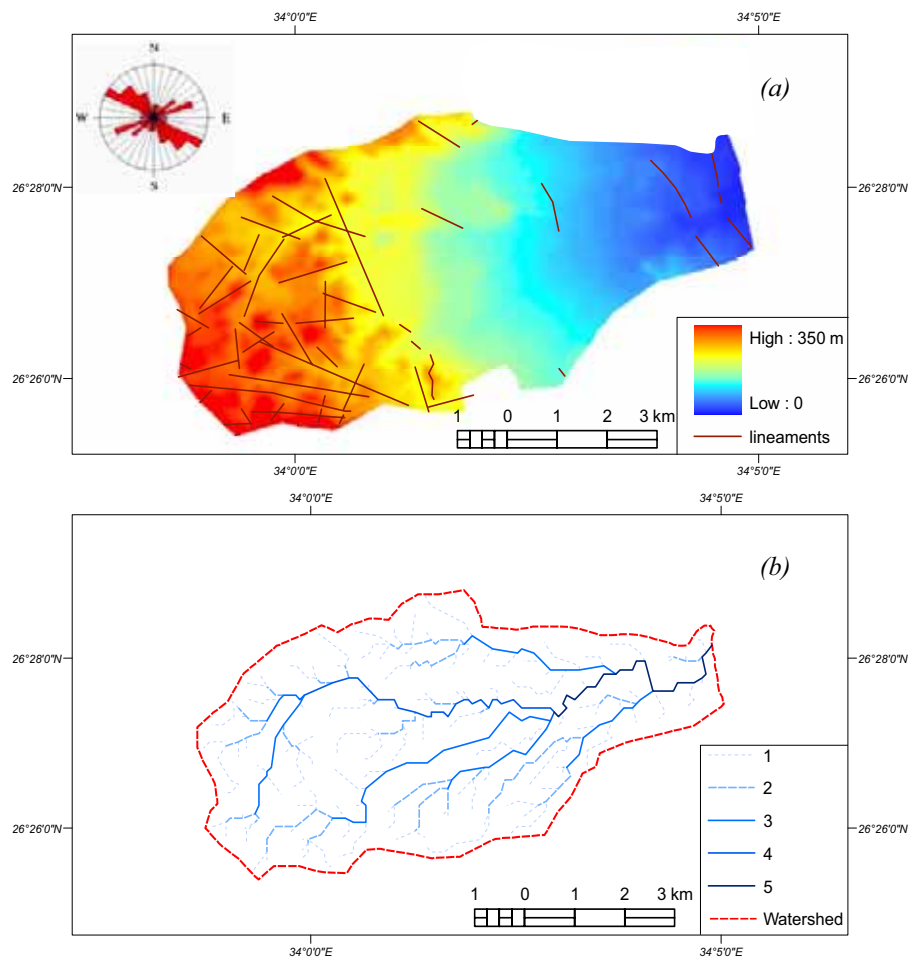 34°0'0"E 34°5'0"E
N
W E
S
(a)
26°28'0"N 26°28'0"N
High : 350 m
Low : 0
lineaments
26°26'0"N 26°26'0"N
1 0 1 2 3 km
34°0'0"E 34°5'0"E
34°0'0"E 34°5'0"E
(b)
26°28'0"N 26°28'0"N
1
2
3
4
5
Watershed
26°26'0"N 26°26'0"N
1 0 1 2 3 km
34°0'0"E 34°5'0"E